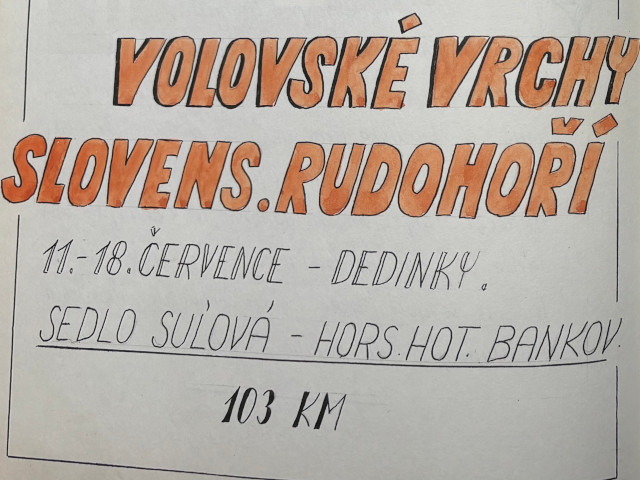 VOLOVSKÉ VRCHY
SLOVENS. RUDOHOŘÍ
11.-18. ČERVENCE - DEDINKY.
SEDLO SUĽOVÁ - HORS. HOT. BANKOV.
103 KM